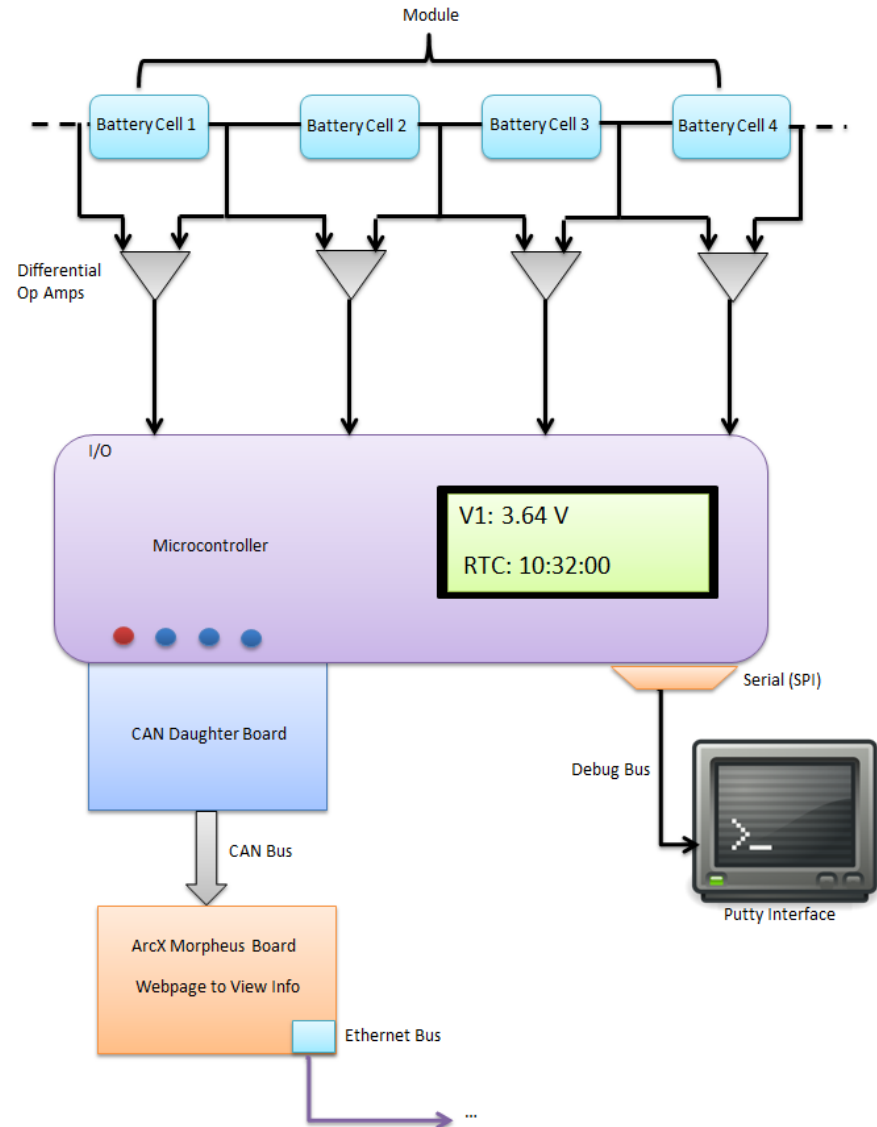 Module
Battery Cell 1
Battery Cell 2
Battery Cell 3
Battery Cell 4
Differential
Op Amps
I/O
Microcontroller
V1: 3.64 V
RTC: 10:32:00
Serial (SPI)
CAN Daughter Board
Debug Bus
>_
CAN Bus
Putty Interface
ArcX Morpheus Board
Webpage to View Info
Ethernet Bus
...